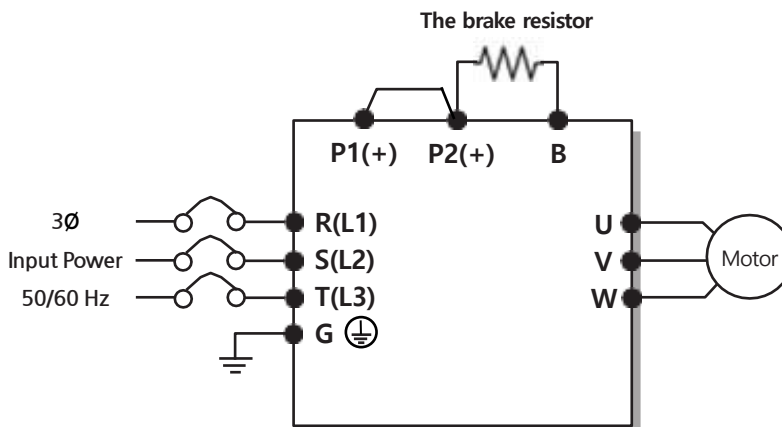 The brake resistor
P1(+) P2(+) B
3Ø R(L1) U
Input Power S(L2) V Motor
50/60 Hz T(L3) W
G